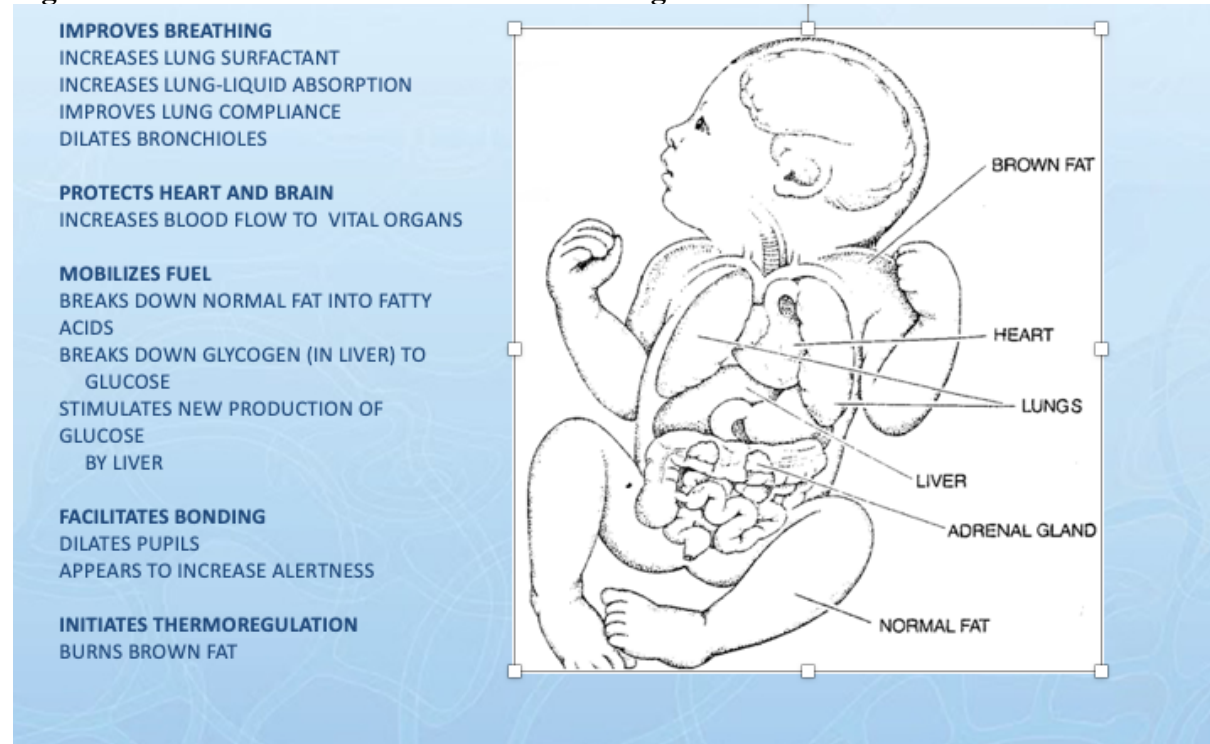 IMPROVES BREATHING
INCREASES LUNG SURFACTANT
INCREASES LUNG-LIQUID ABSORPTION
IMPROVES LUNG COMPLIANCE
DILATES BRONCHIOLES
PROTECTS HEART AND BRAIN
INCREASES BLOOD FLOW TO VITAL ORGANS
MOBILIZES FUEL
BREAKS DOWN NORMAL FAT INTO FATTY
ACIDS
BREAKS DOWN GLYCOGEN (IN LIVER) TO
GLUCOSE
STIMULATES NEW PRODUCTION OF
GLUCOSE
BY LIVER
FACILITATES BONDING
DILATES PUPILS
APPEARS TO INCREASE ALERTNESS
INITIATES THERMOREGULATION
BURNS BROWN FAT
BROWN FAT
HEART
LUNGS
LIVER
ADRENAL GLAND
NORMAL FAT